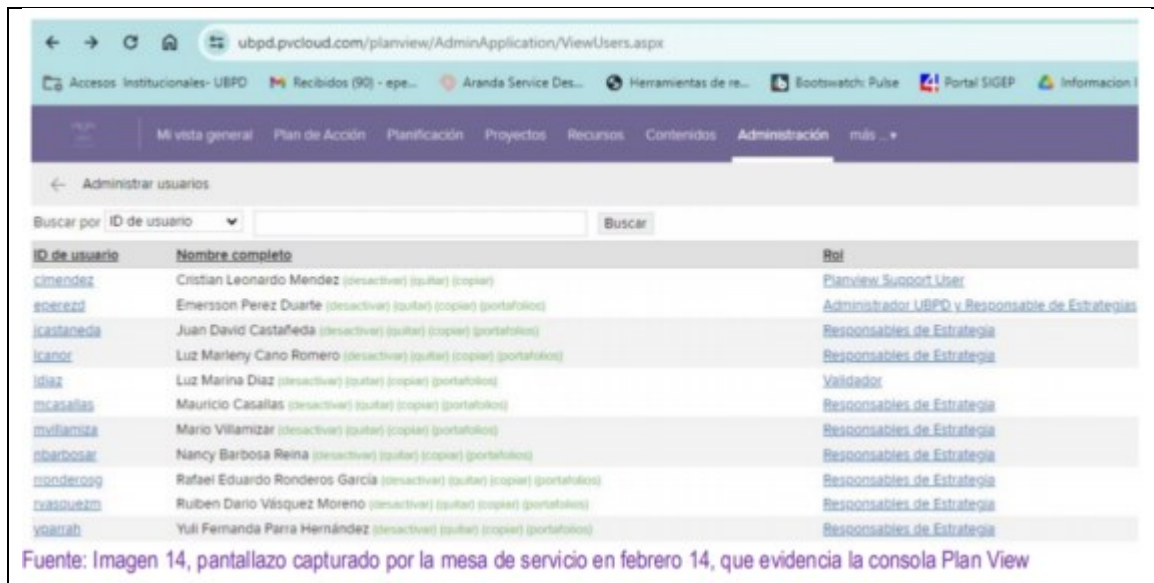 ubpd.pvcloud.com/planview/AdminApplication/ViewUsers.aspx
Accesos Institucionales- UBPD Recibidos (90) - epe... Aranda Service Des... Herramientas de re... Bootswatch: Pulse Portal SIGEP Informacion
Mi vista general Plan de Acción Planificación Proyectos Recursos Contenidos Administración más ...
Administrar usuarios
Buscar por ID de usuario Buscar
ID de usuario Nombre completo Rol
cimendez Cristian Leonardo Mendez (desactivar) (quitar) (copiar) Planview Support User
eperezd Emersson Perez Duarte (desactivar) (quitar) (copiar) (portafolios) Administrador UBPD y Responsable de Estrategias
jcastaneda Juan David Castañeda (desactivar) (quitar) (copiar) (portafolios) Responsables de Estrategia
lcanor Luz Marleny Cano Romero (desactivar) (quitar) (copiar) (portafolios) Responsables de Estrategia
ldiaz Luz Marina Diaz (desactivar) (quitar) (copiar) (portafolios) Validador
mcasallas Mauricio Casallas (desactivar) (quitar) (copiar) (portafolios) Responsables de Estrategia
mvillamiza Mario Villamizar (desactivar) (quitar) (copiar) (portafolios) Responsables de Estrategia
nbarbosar Nancy Barbosa Reina (desactivar) (quitar) (copiar) (portafolios) Responsables de Estrategia
rronderosg Rafael Eduardo Ronderos García (desactivar) (quitar) (copiar) (portafolios) Responsables de Estrategia
rvasquezm Ruiben Dario Vásquez Moreno (desactivar) (quitar) (copiar) (portafolios) Responsables de Estrategia
yparrah Yuli Fernanda Parra Hernández (desactivar) (quitar) (copiar) (portafolios) Responsables de Estrategia
Fuente: Imagen 14, pantallazo capturado por la mesa de servicio en febrero 14, que evidencia la consola Plan View